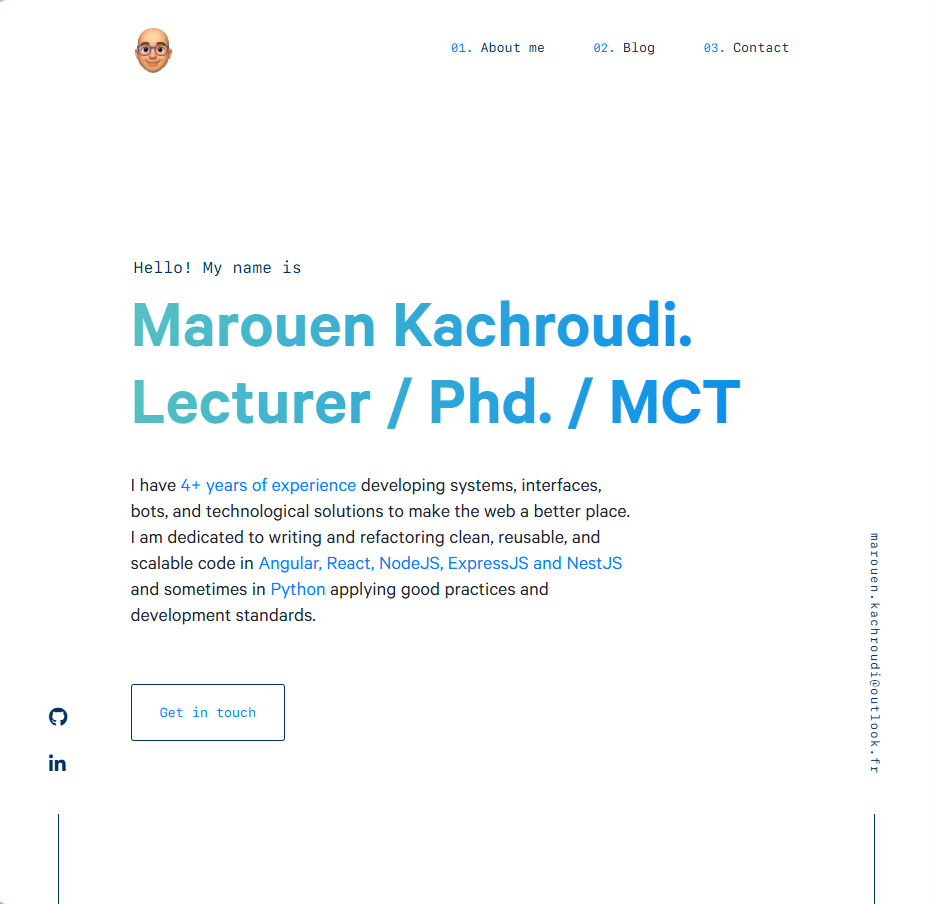 01. About me
02. Blog
03. Contact
Hello! My name is
Marouen Kachroudi.
Lecturer / Phd. / MCT
I have 4+ years of experience developing systems, interfaces,
bots, and technological solutions to make the web a better place.
I am dedicated to writing and refactoring clean, reusable, and
scalable code in Angular, React, NodeJS, ExpressJS and NestJS
and sometimes in Python applying good practices and
development standards.
Get in touch
in
marouen.kachroudi@outlook.fr